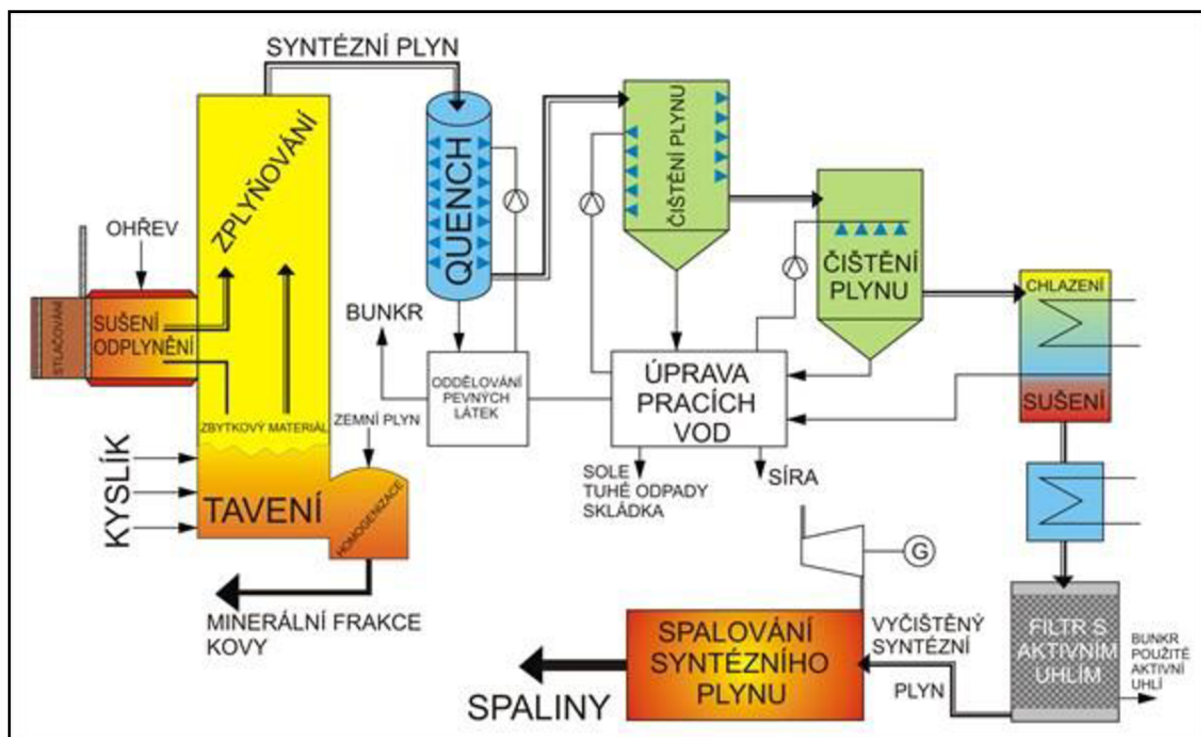 SYNTÉZNÍ PLYN
ZPLYŇOVÁNÍ
OHŘEV
STLAČOVÁNÍ
SUŠENÍ
ODPLYNĚNÍ
ZBYTKOVÝ MATERIÁL
KYSLÍK
TAVENÍ
ZEMNÍ PLYN
HOMOGENIZACE
MINERÁLNÍ FRAKCE
KOVY
QUENCH
BUNKR
ODDĚLOVÁNÍ
PEVNÝCH
LÁTEK
ČIŠTĚNÍ PLYNU
ČIŠTĚNÍ
PLYNU
ÚPRAVA
PRACÍCH
VOD
SOLE
TUHÉ ODPADY
SKLÁDKA
SÍRA
CHLAZENÍ
SUŠENÍ
G
FILTR S
AKTIVNÍM
UHLÍM
BUNKR
POUŽITÉ
AKTIVNÍ
UHLÍ
VYČIŠTĚNÝ
SYNTÉZNÍ
PLYN
SPALOVÁNÍ
SYNTÉZNÍHO
PLYNU
SPALINY